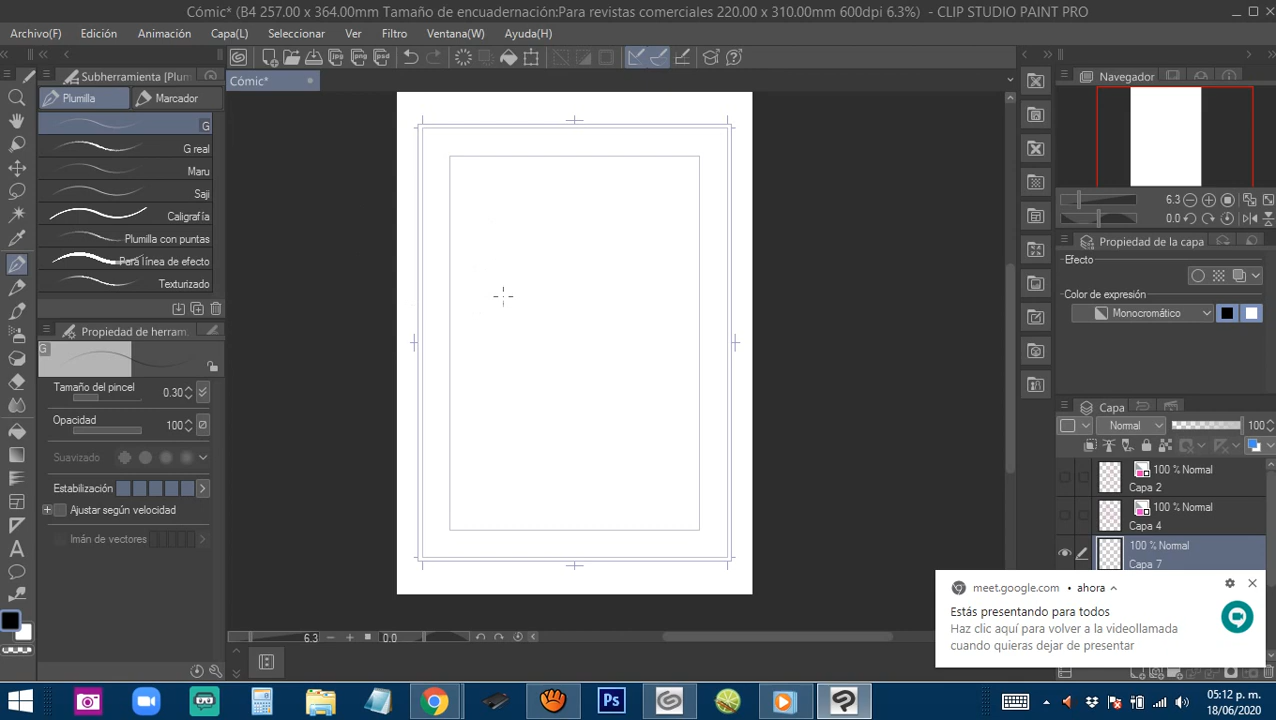 Cómic* (B4 257.00 x 364.00mm Tamaño de encuadernación:Para revistas comerciales 220.00 x 310.00mm 600dpi 6.3%) - CLIP STUDIO PAINT PRO
Archivo(F) Edición Animación Capa(L) Seleccionar Ver Filtro Ventana(W) Ayuda(H)
Subherramienta [Plum
Cómic*
Navegador
Plumilla Marcador
G
G real
Maru
Saji
Caligrafía
Plumilla con puntas
Para línea de efecto
Texturizado
6.3
0.0
Propiedad de la capa
Efecto
Color de expresión
Monocromático
Propiedad de herram.
G
Tamaño del pincel 0.30
Opacidad 100
Suavizado
Estabilización
Ajustar según velocidad
Imán de vectores
A
Capa
Normal 100
100 % Normal
Capa 2
100 % Normal
Capa 4
100 % Normal
Capa 7
meet.google.com • ahora
Estás presentando para todos
Haz clic aquí para volver a la videollamada
cuando quieras dejar de presentar
6.3 0.0
Ps
05:12 p. m.
18/06/2020